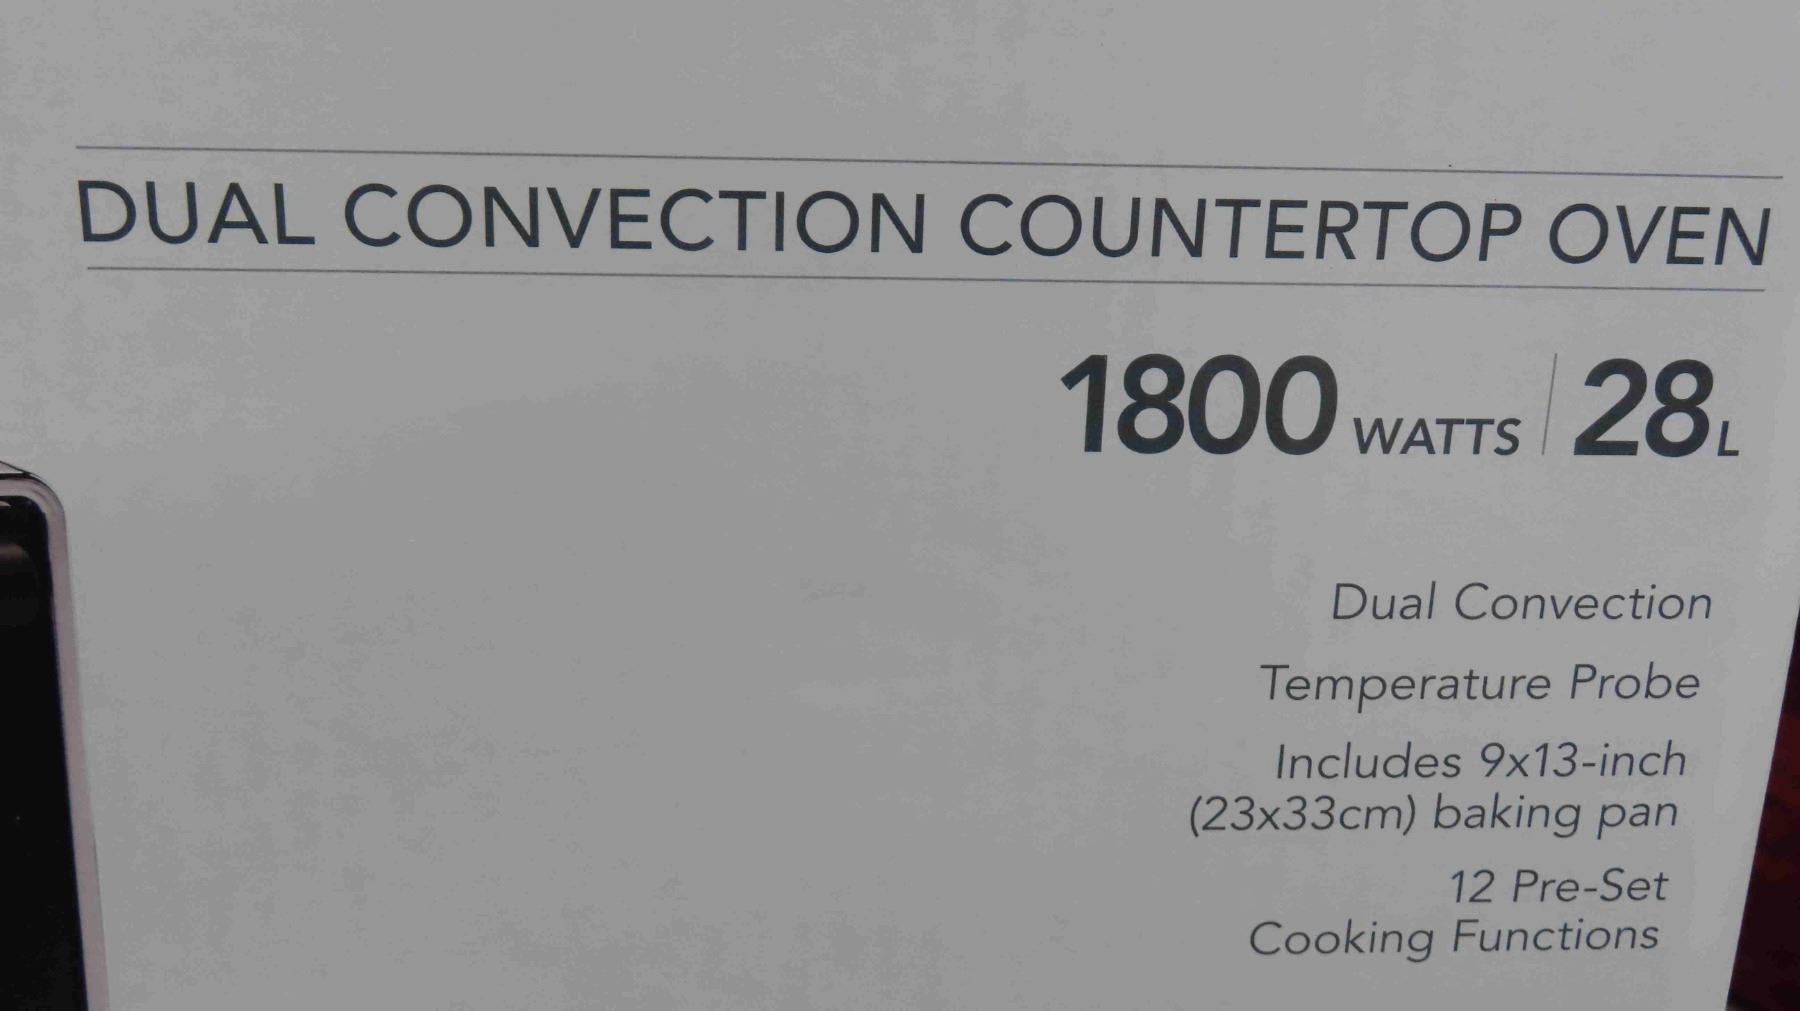 DUAL CONVECTION COUNTERTOP OVEN
1800 WATTS | 28 L
Dual Convection
Temperature Probe
Includes 9x13-inch
(23x33cm) baking pan
12 Pre-Set
Cooking Functions